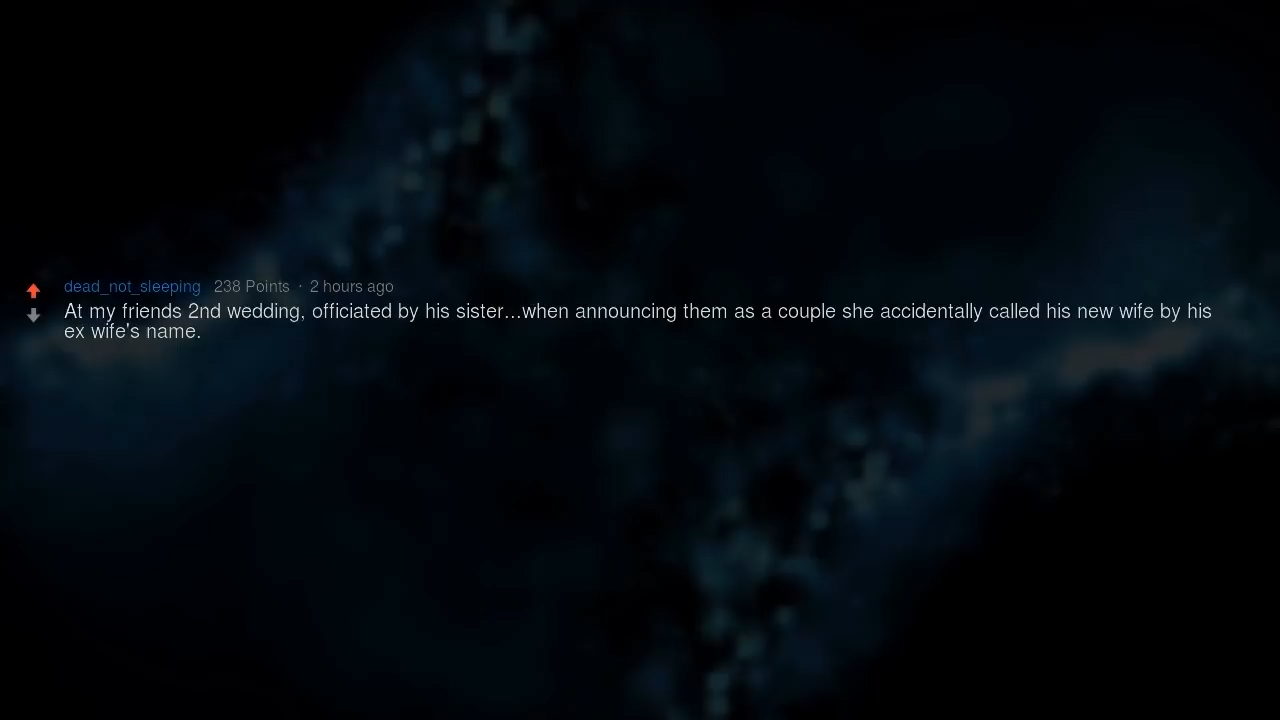 dead_not_sleeping 238 Points · 2 hours ago
At my friends 2nd wedding, officiated by his sister...when announcing them as a couple she accidentally called his new wife by his
ex wife's name.